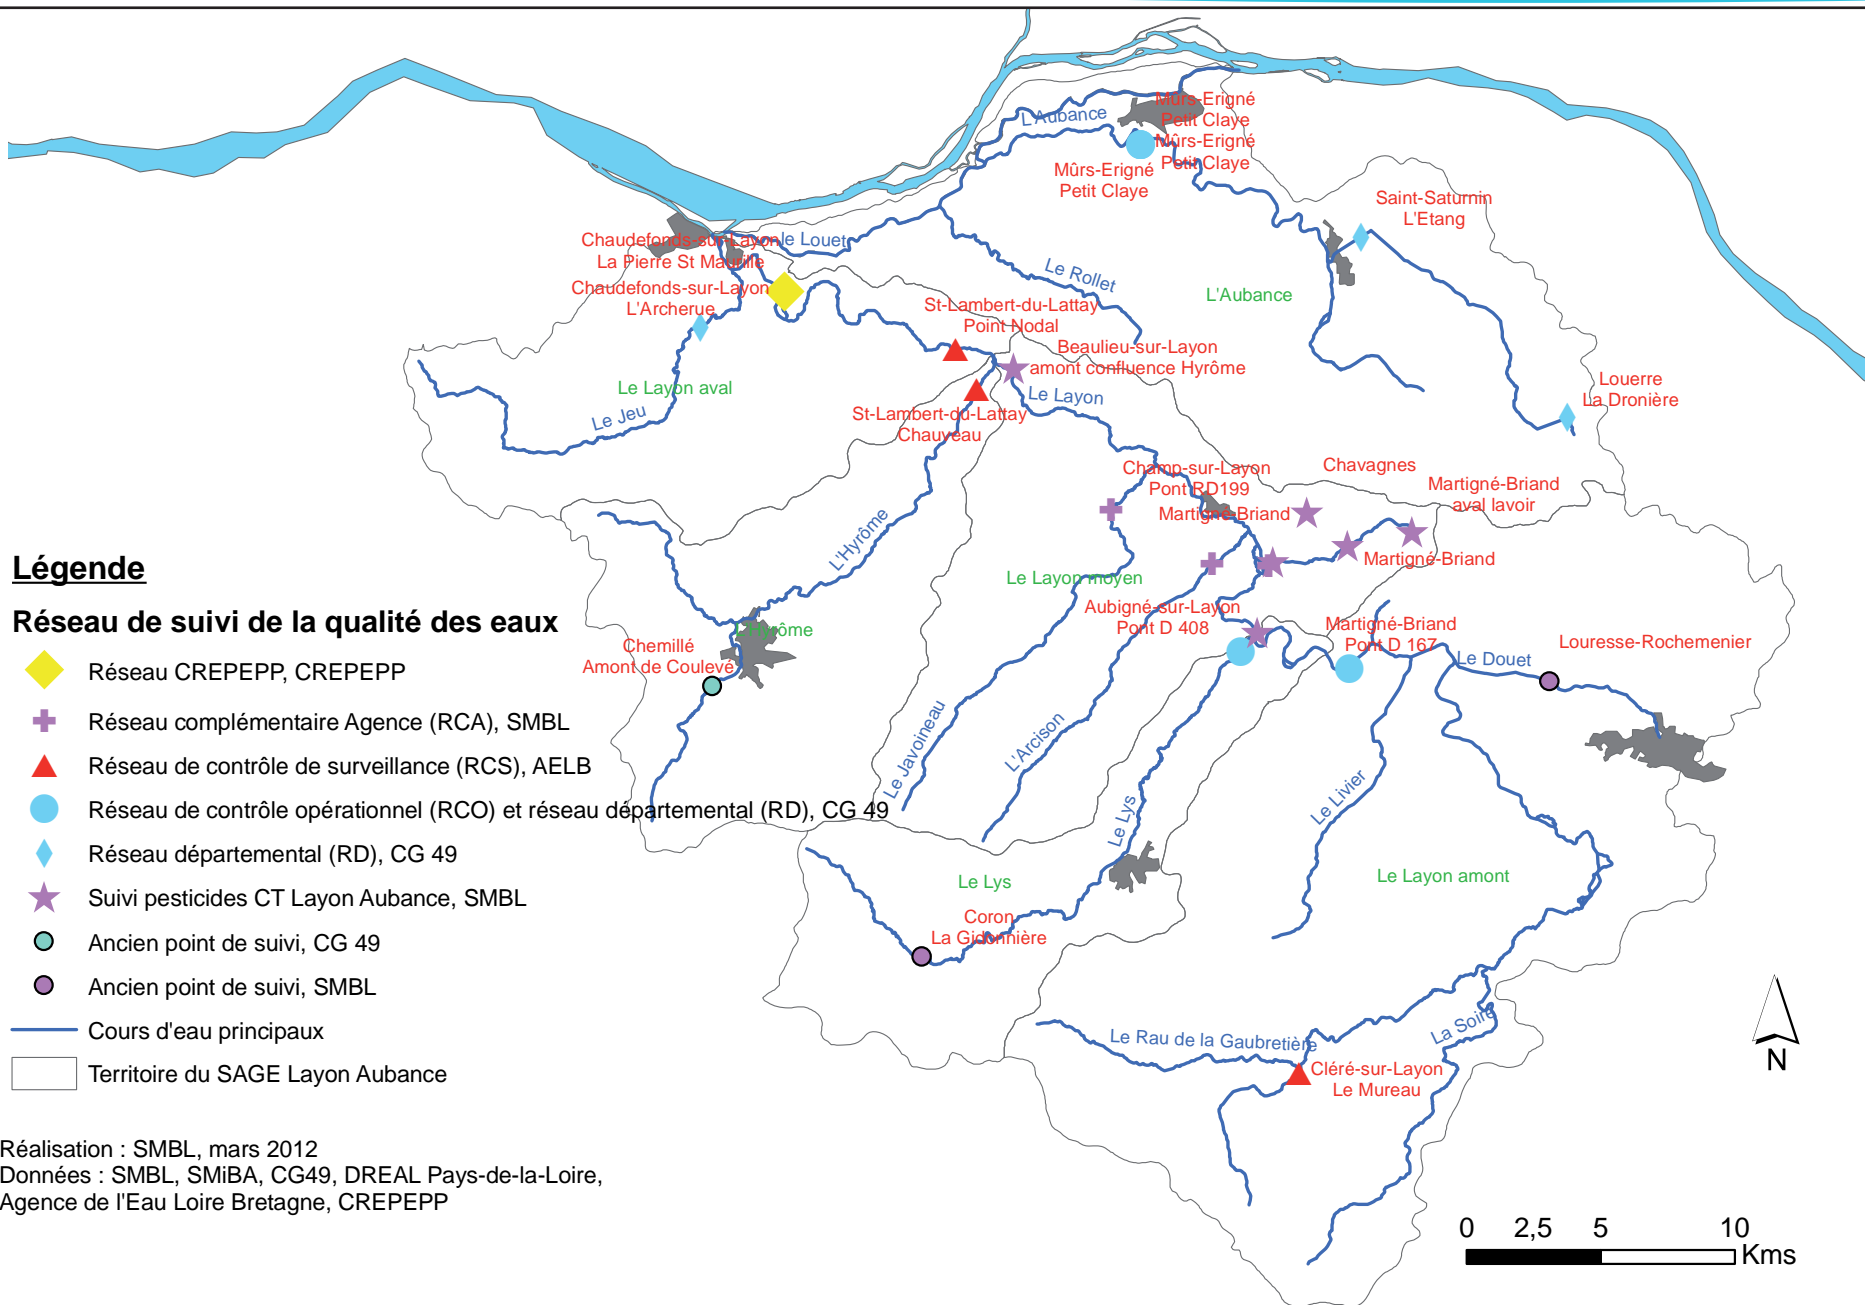 Mûrs-Erigné
Petit Claye
Mûrs-Erigné
Petit Claye
Mûrs-Erigné
Petit Claye
L'Aubance
Saint-Saturnin
L'Etang
Chaudefonds-sur-Layon
La Pierre St Maurille
le Louet
Chaudefonds-sur-Layon
L'Archerue
Le Rollet
L'Aubance
St-Lambert-du-Lattay
Point Nodal
Beaulieu-sur-Layon
amont confluence Hyrôme
Le Layon aval
Le Jeu
St-Lambert-du-Lattay
Chauveau
Le Layon
Louerre
La Dronière
Champ-sur-Layon
Pont RD199
Chavagnes
Martigné-Briand
aval lavoir
Martigné-Briand
Martigné-Briand
L'Hyrôme
Le Layon moyen
Aubigné-sur-Layon
Pont D 408
Martigné-Briand
Pont D 167
Le Douet
Louresse-Rochemenier
L'Hyrôme
Chemillé
Amont de Coulevé
Le Javoineau
L'Arcison
Le Lys
Le Livier
Le Lys
Le Layon amont
Coron
La Gidonnière
Le Rau de la Gaubretière
La Soire
Cléré-sur-Layon
Le Mureau
Légende
Réseau de suivi de la qualité des eaux
Réseau CREPEPP, CREPEPP
Réseau complémentaire Agence (RCA), SMBL
Réseau de contrôle de surveillance (RCS), AELB
Réseau de contrôle opérationnel (RCO) et réseau départemental (RD), CG 49
Réseau départemental (RD), CG 49
Suivi pesticides CT Layon Aubance, SMBL
Ancien point de suivi, CG 49
Ancien point de suivi, SMBL
Cours d'eau principaux
Territoire du SAGE Layon Aubance
Réalisation : SMBL, mars 2012
Données : SMBL, SMiBA, CG49, DREAL Pays-de-la-Loire,
Agence de l'Eau Loire Bretagne, CREPEPP
N
0 2,5 5 10
Kms